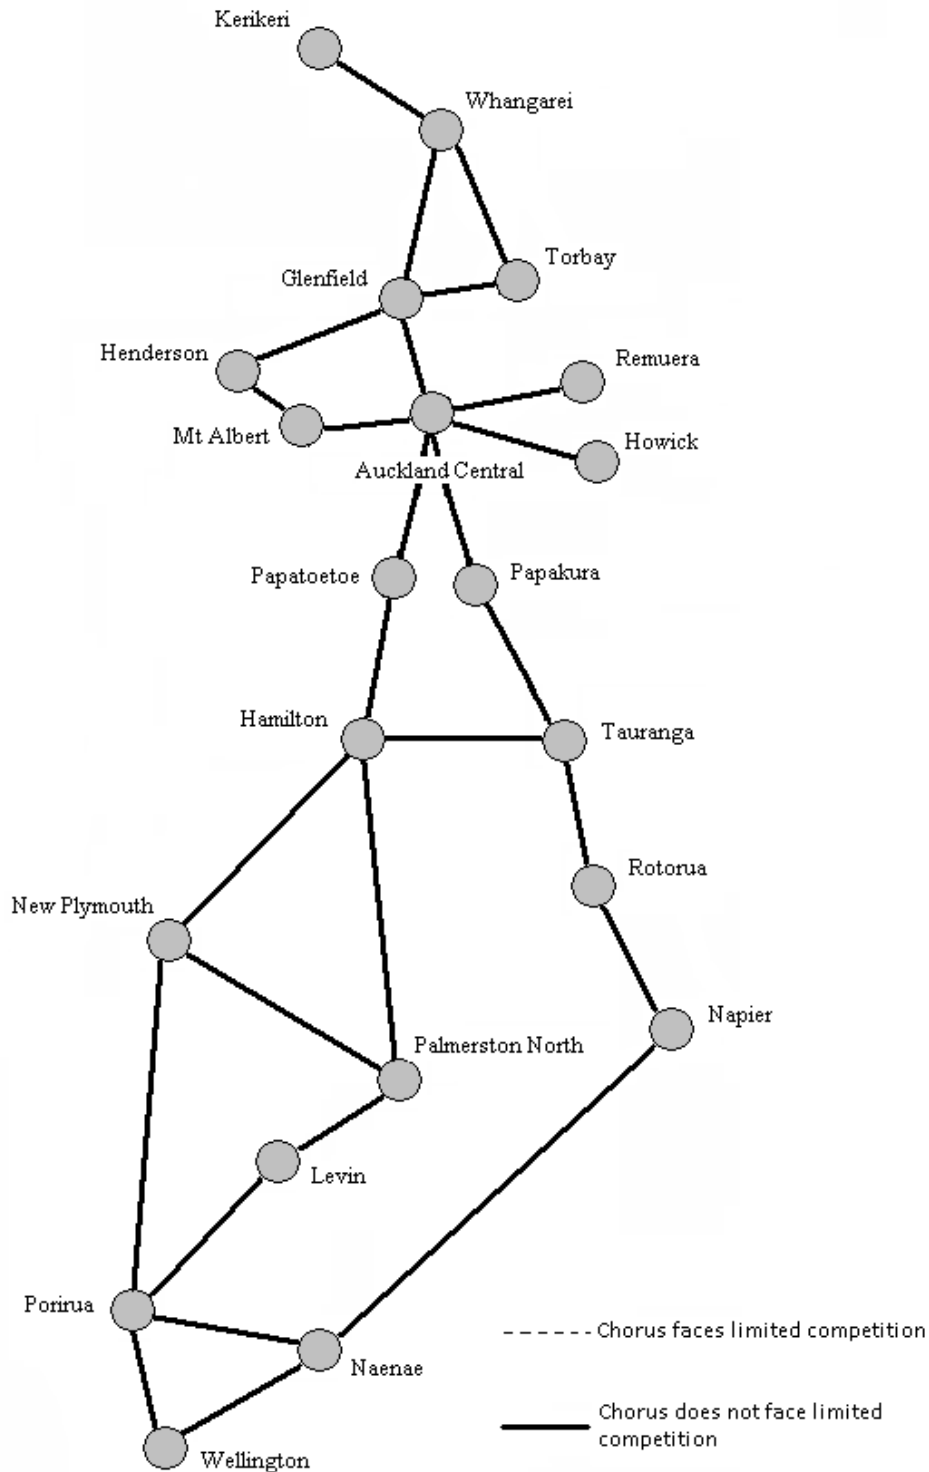 Kerikeri
Whangarei
Torbay
Glenfield
Henderson
Remuera
Mt Albert
Howick
Auckland Central
Papatoetoe
Papakura
Hamilton
Tauranga
Rotorua
New Plymouth
Napier
Palmerston North
Levin
Porirua
Chorus faces limited competition
Naenae
Chorus does not face limited
competition
Wellington